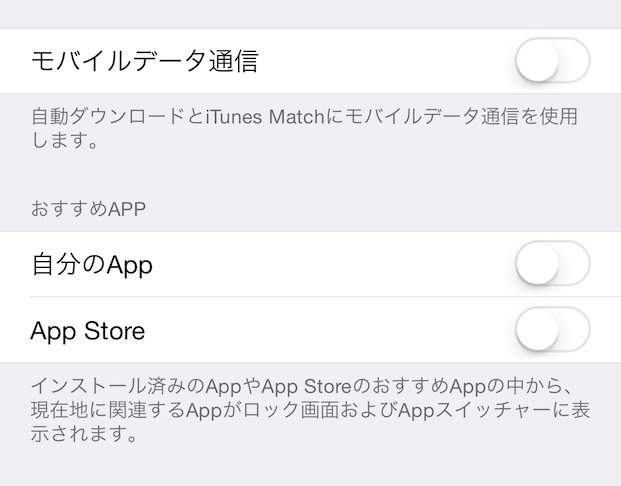 モバイルデータ通信
自動ダウンロードとiTunes Matchにモバイルデータ通信を使用
します。
おすすめAPP
自分のApp
App Store
インストール済みのAppやApp StoreのおすすめAppの中から、
現在地に関連するAppがロック画面およびAppスイッチャーに表
示されます。